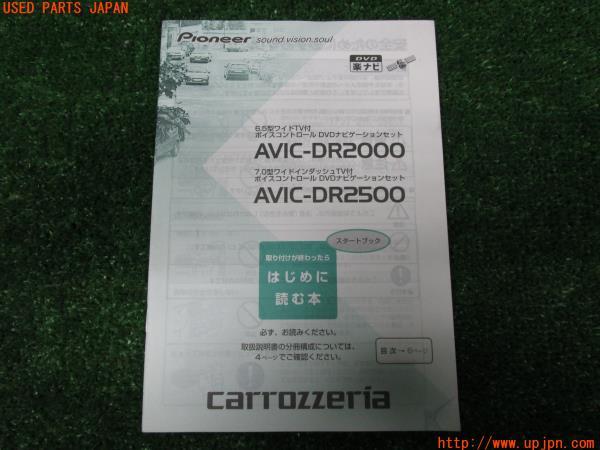 USED PARTS JAPAN
Pioneer sound.vision.soul
DVD
楽ナビ
6.5型ワイドTV付
ボイスコントロール DVDナビゲーションセット
AVIC-DR2000
7.0型ワイドインダッシュTV付
ボイスコントロール DVDナビゲーションセット
AVIC-DR2500
スタートブック
取り付けが終わったら
はじめに
読む本
必ず、お読みください。
取扱説明書の分冊構成については、
4ページでご確認ください。
目次→6ページ
carrozzeria
http://www.upjpn.com/